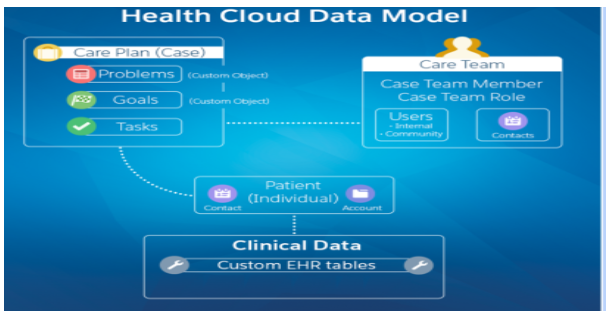 Health Cloud Data Model
Care Plan (Case)
Problems (Custom Object)
Goals (Custom Object)
Tasks
Care Team
Case Team Member
Case Team Role
Users
- Internal
- Community
Contacts
Patient
(Individual)
Contact
Account
Clinical Data
Custom EHR tables